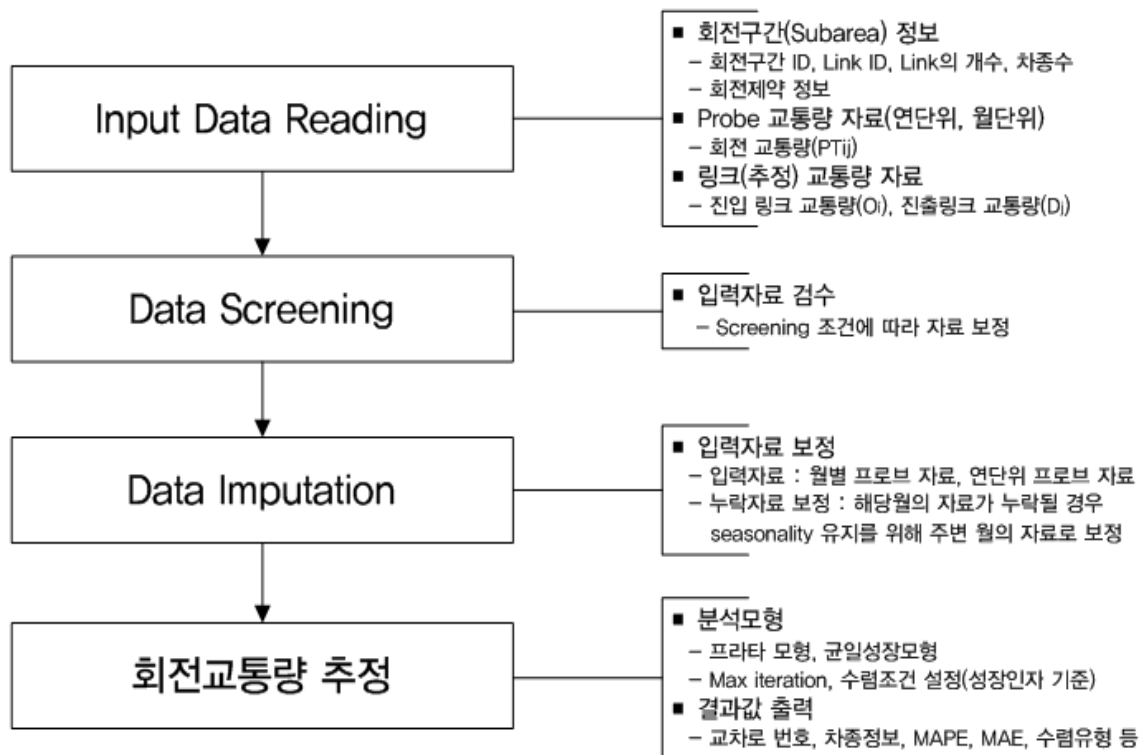 Input Data Reading
■ 회전구간(Subarea) 정보
– 회전구간 ID, Link ID, Link의 개수, 차종수
– 회전제약 정보
■ Probe 교통량 자료(연단위, 월단위)
– 회전 교통량(PTij)
■ 링크(추정) 교통량 자료
– 진입 링크 교통량(Oi), 진출링크 교통량(Dj)
Data Screening
■ 입력자료 검수
– Screening 조건에 따라 자료 보정
Data Imputation
■ 입력자료 보정
– 입력자료 : 월별 프로브 자료, 연단위 프로브 자료
– 누락자료 보정 : 해당월의 자료가 누락될 경우
seasonality 유지를 위해 주변 월의 자료로 보정
회전교통량 추정
■ 분석모형
– 프라타 모형, 균일성장모형
– Max iteration, 수렴조건 설정(성장인자 기준)
■ 결과값 출력
– 교차로 번호, 차종정보, MAPE, MAE, 수렴유형 등